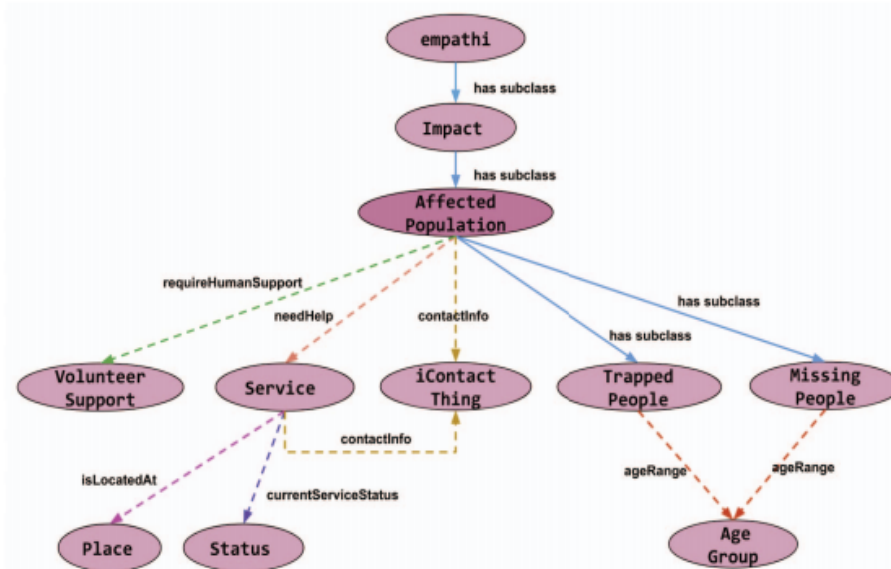 empathi
has subclass
Impact
has subclass
Affected
Population
requireHumanSupport
needHelp
contactInfo
has subclass
has subclass
Volunteer
Support
Service
iContact
Thing
Trapped
People
Missing
People
contactInfo
isLocatedAt
currentServiceStatus
ageRange
ageRange
Place
Status
Age
Group